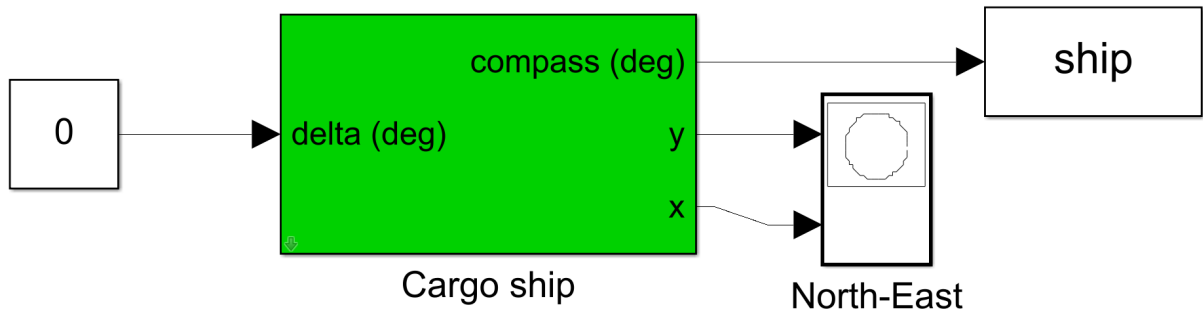 0
delta (deg)
compass (deg)
y
x
Cargo ship
North-East
ship